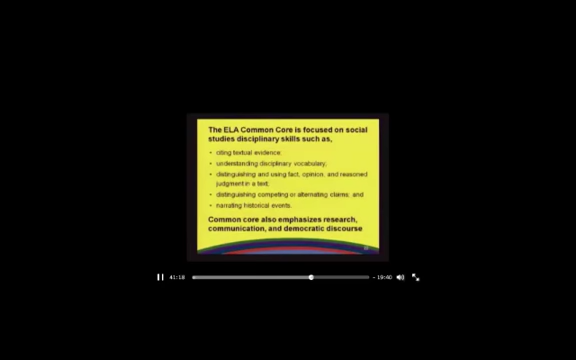 The ELA Common Core is focused on social
studies disciplinary skills such as,
• citing textual evidence;
• understanding disciplinary vocabulary;
• distinguishing and using fact, opinion, and reasoned
judgment in a text;
• distinguishing competing or alternating claims; and
• narrating historical events.
Common core also emphasizes research,
communication, and democratic discourse
41:18
- 19:40